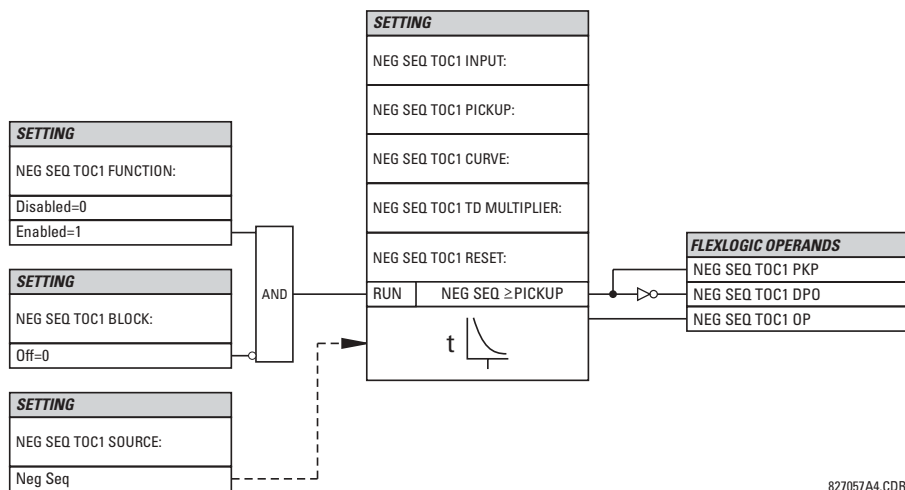 SETTING
NEG SEQ TOC1 FUNCTION:
Disabled=0
Enabled=1
SETTING
NEG SEQ TOC1 BLOCK:
Off=0
SETTING
NEG SEQ TOC1 SOURCE:
Neg Seq
AND
SETTING
NEG SEQ TOC1 INPUT:
NEG SEQ TOC1 PICKUP:
NEG SEQ TOC1 CURVE:
NEG SEQ TOC1 TD MULTIPLIER:
NEG SEQ TOC1 RESET:
RUN NEG SEQ ≥PICKUP
t
FLEXLOGIC OPERANDS
NEG SEQ TOC1 PKP
NEG SEQ TOC1 DPO
NEG SEQ TOC1 OP
827057A4.CDR